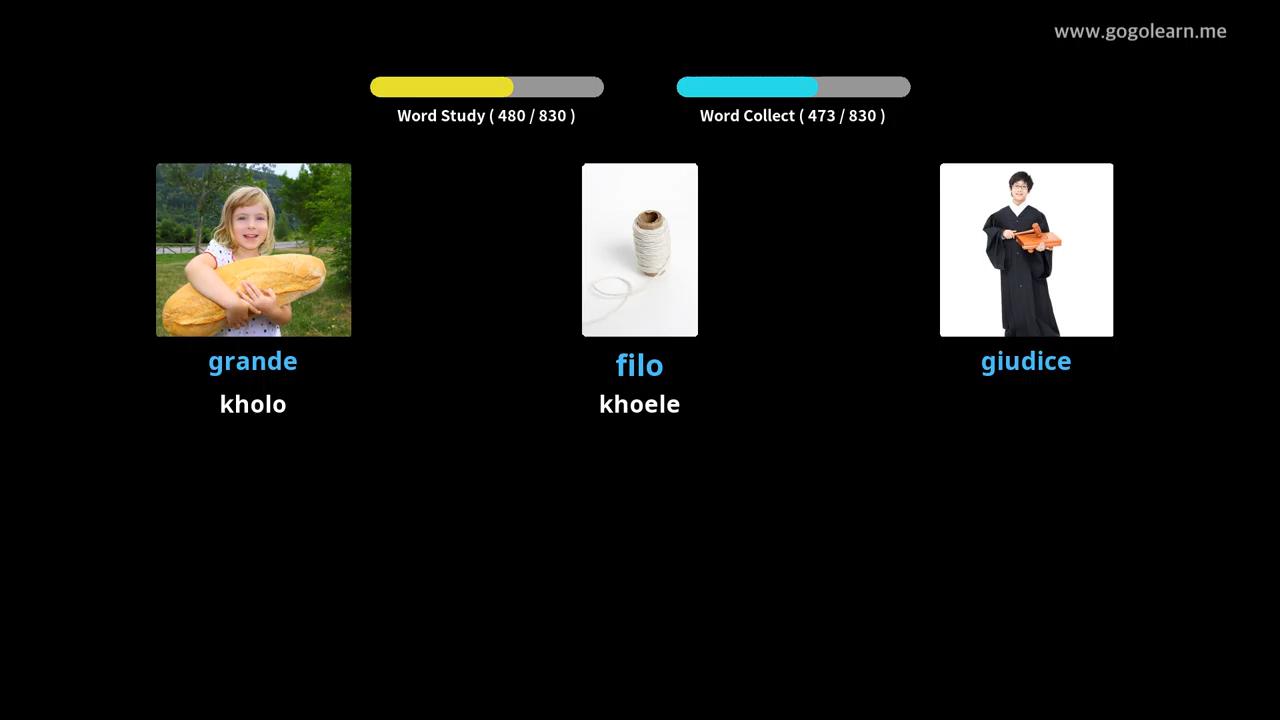 www.gogolearn.me
Word Study ( 480 / 830 )
Word Collect ( 473 / 830 )
grande
filo
giudice
kholo
khoele